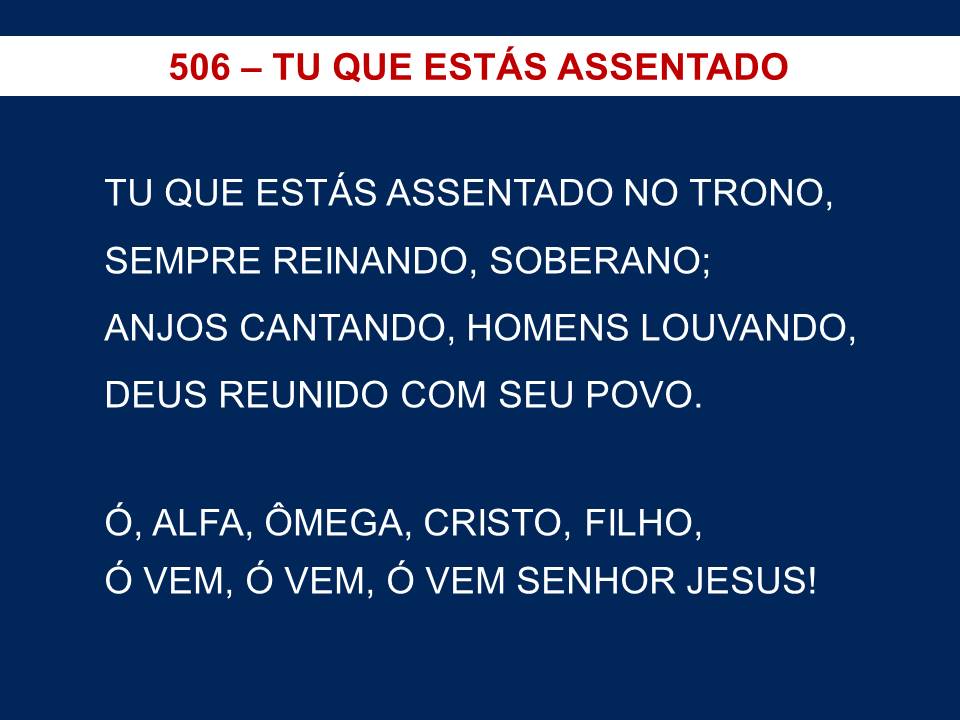 506 – TU QUE ESTÁS ASSENTADO
TU QUE ESTÁS ASSENTADO NO TRONO,
SEMPRE REINANDO, SOBERANO;
ANJOS CANTANDO, HOMENS LOUVANDO,
DEUS REUNIDO COM SEU POVO.
Ó, ALFA, ÔMEGA, CRISTO, FILHO,
Ó VEM, Ó VEM, Ó VEM SENHOR JESUS!